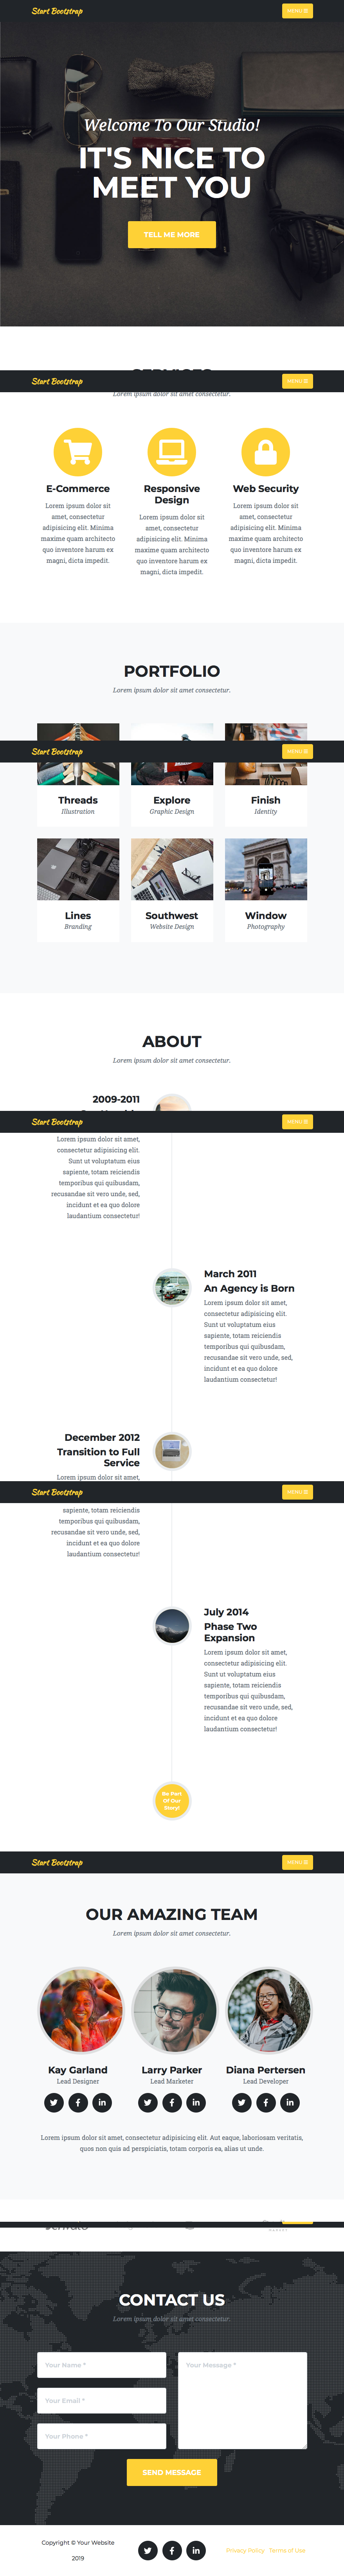 Start Bootstrap
MENU
Welcome To Our Studio!
IT'S NICE TO
MEET YOU
TELL ME MORE
Start Bootstrap
MENU
Lorem ipsum dolor sit amet consectetur.
E-Commerce
Lorem ipsum dolor sit
amet, consectetur
adipisicing elit. Minima
maxime quam architecto
quo inventore harum ex
magni, dicta impedit.
Responsive
Design
Lorem ipsum dolor sit
amet, consectetur
adipisicing elit. Minima
maxime quam architecto
quo inventore harum ex
magni, dicta impedit.
Web Security
Lorem ipsum dolor sit
amet, consectetur
adipisicing elit. Minima
maxime quam architecto
quo inventore harum ex
magni, dicta impedit.
PORTFOLIO
Lorem ipsum dolor sit amet consectetur.
Start Bootstrap
MENU
Threads
Illustration
Explore
Graphic Design
Finish
Identity
Lines
Branding
Southwest
Website Design
Window
Photography
ABOUT
Lorem ipsum dolor sit amet consectetur.
2009-2011
Start Bootstrap
MENU
Lorem ipsum dolor sit amet,
consectetur adipisicing elit.
Sunt ut voluptatum eius
sapiente, totam reiciendis
temporibus qui quibusdam,
recusandae sit vero unde, sed,
incidunt et ea quo dolore
laudantium consectetur!
March 2011
An Agency is Born
Lorem ipsum dolor sit amet,
consectetur adipisicing elit.
Sunt ut voluptatum eius
sapiente, totam reiciendis
temporibus qui quibusdam,
recusandae sit vero unde, sed,
incidunt et ea quo dolore
laudantium consectetur!
December 2012
Transition to Full
Service
Lorem ipsum dolor sit amet,
Start Bootstrap
MENU
sapiente, totam reiciendis
temporibus qui quibusdam,
recusandae sit vero unde, sed,
incidunt et ea quo dolore
laudantium consectetur!
July 2014
Phase Two
Expansion
Lorem ipsum dolor sit amet,
consectetur adipisicing elit.
Sunt ut voluptatum eius
sapiente, totam reiciendis
temporibus qui quibusdam,
recusandae sit vero unde, sed,
incidunt et ea quo dolore
laudantium consectetur!
Be Part
Of Our
Story!
Start Bootstrap
MENU
OUR AMAZING TEAM
Lorem ipsum dolor sit amet consectetur.
Kay Garland
Lead Designer
Larry Parker
Lead Marketer
Diana Pertersen
Lead Developer
Lorem ipsum dolor sit amet, consectetur adipisicing elit. Aut eaque, laboriosam veritatis,
quos non quis ad perspiciatis, totam corporis ea, alias ut unde.
CONTACT US
Lorem ipsum dolor sit amet consectetur.
Your Name *
Your Email *
Your Phone *
Your Message *
SEND MESSAGE
Copyright © Your Website
2019
Privacy Policy
Terms of Use